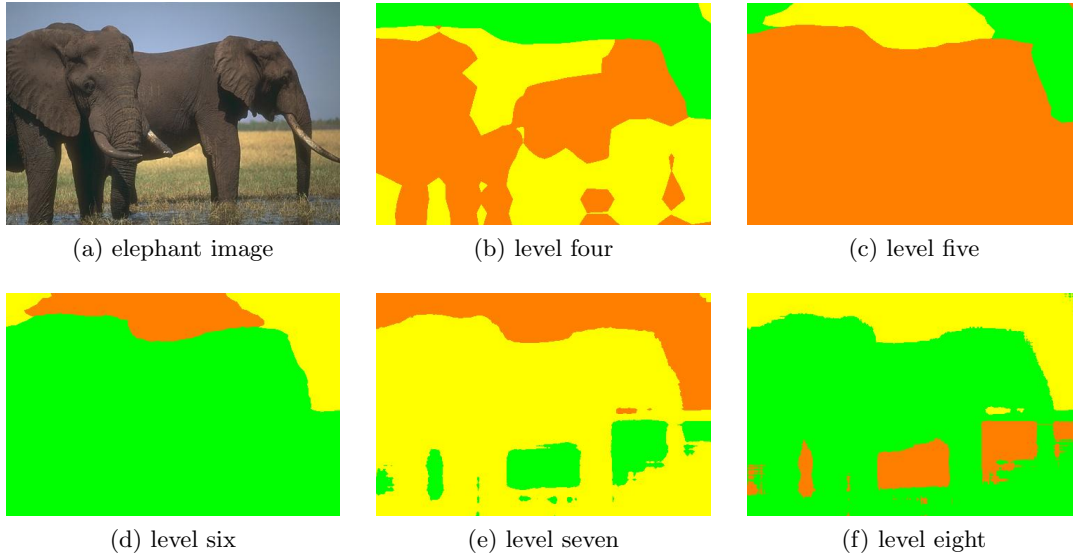 (a) elephant image
(b) level four
(c) level five
(d) level six
(e) level seven
(f) level eight